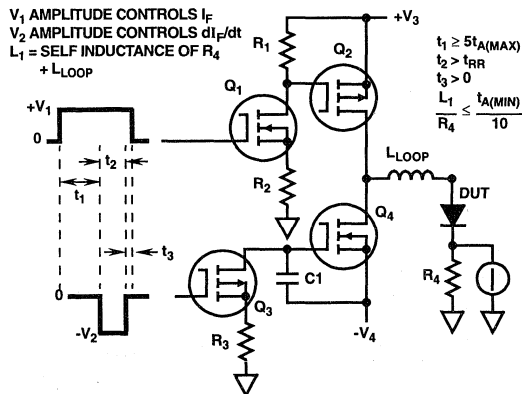 V1 AMPLITUDE CONTROLS IF
V2 AMPLITUDE CONTROLS dIF/dt
L1 = SELF INDUCTANCE OF R4
+ LLOOP
+V3
t1 ≥ 5tA(MAX)
t2 > tRR
t3 > 0
L1/R4 ≤ tA(MIN)/10
R1
Q2
Q1
+V1
0
t2
t1
R2
LLOOP
DUT
Q4
t3
0
C1
R4
Q3
-V2
R3
-V4